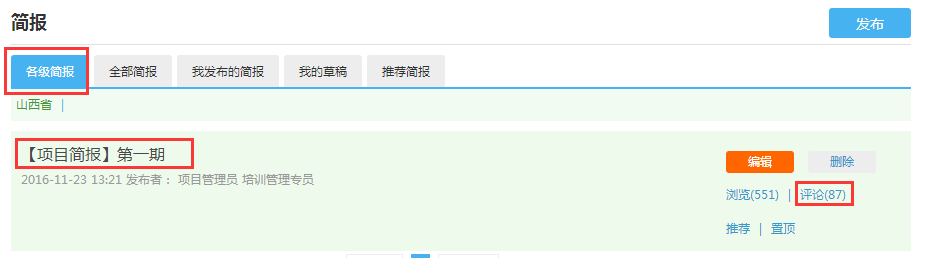 简报
发布
各级简报 全部简报 我发布的简报 我的草稿 推荐简报
山西省 |
【项目简报】第一期
编辑 删除
2016-11-23 13:21 发布者： 项目管理员 培训管理专员
浏览(551) | 评论(87)
推荐 | 置顶